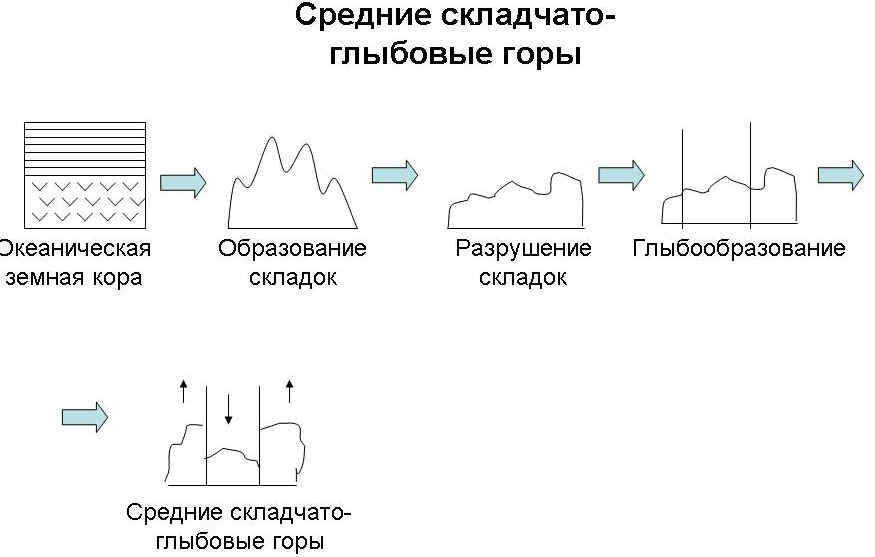 Средние складчато-
глыбовые горы
Океаническая
земная кора
Образование
складок
Разрушение
складок
Глыбообразование
Средние складчато-
глыбовые горы